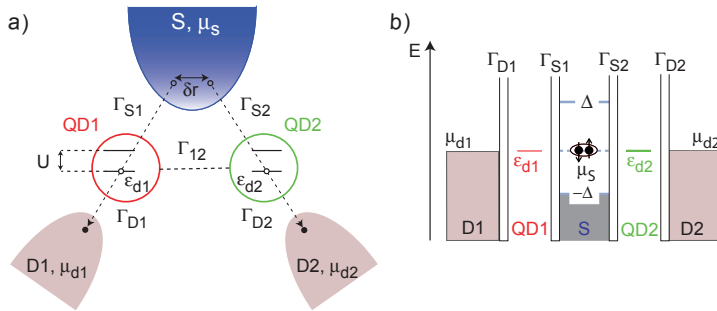 a)
S, μs
ΓS1
δr
ΓS2
QD1
QD2
U
Γ12
εd1
εd2
ΓD1
ΓD2
D1, μd1
D2, μd2
b)
E
ΓD1
ΓS1
ΓS2
ΓD2
Δ
μd1
μd2
εd1
μS
εd2
-Δ
D1
QD1
S
QD2
D2